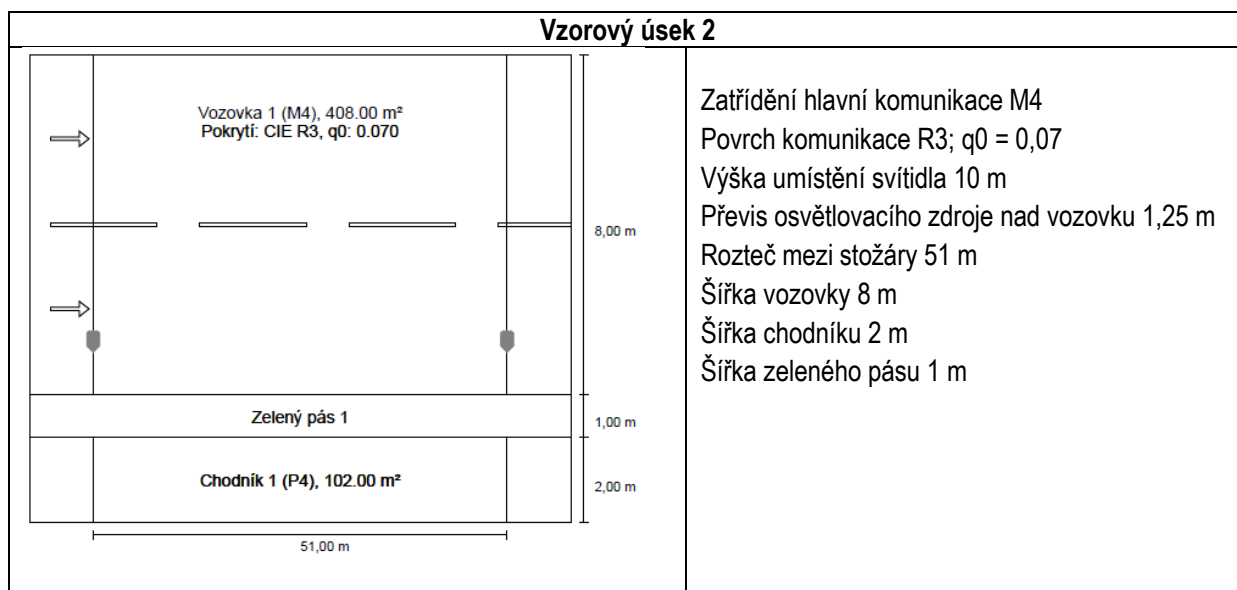 Vzorový úsek 2
Vozovka 1 (M4), 408.00 m²
Pokrytí: CIE R3, q0: 0.070
8,00 m
Zelený pás 1
1,00 m
Chodník 1 (P4), 102.00 m²
2,00 m
51,00 m
Zatřídění hlavní komunikace M4
Povrch komunikace R3; q0 = 0,07
Výška umístění svítidla 10 m
Převis osvětlovacího zdroje nad vozovku 1,25 m
Rozteč mezi stožáry 51 m
Šířka vozovky 8 m
Šířka chodníku 2 m
Šířka zeleného pásu 1 m